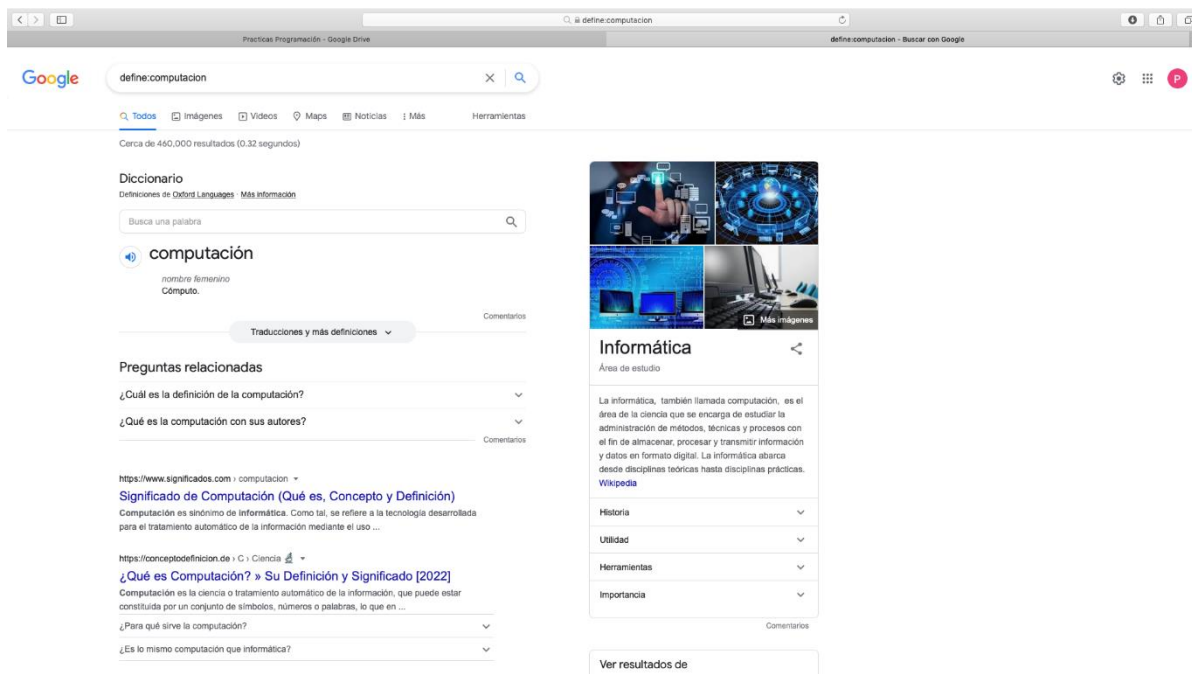 define:computacion
Practicas Programación - Google Drive
define:computacion - Buscar con Google
Google
define:computacion
P
Todos Imágenes Videos Maps Noticias Más Herramientas
Cerca de 460,000 resultados (0.32 segundos)
Diccionario
Definiciones de Oxford Languages · Más información
Busca una palabra
computación
nombre femenino
Cómputo.
Comentarios
Traducciones y más definiciones
Preguntas relacionadas
¿Cuál es la definición de la computación?
¿Qué es la computación con sus autores?
Comentarios
https://www.significados.com › computacion
Significado de Computación (Qué es, Concepto y Definición)
Computación es sinónimo de informática. Como tal, se refiere a la tecnología desarrollada
para el tratamiento automático de la información mediante el uso ...
https://conceptodefinicion.de › C › Ciencia
¿Qué es Computación? » Su Definición y Significado [2022]
Computación es la ciencia o tratamiento automático de la información, que puede estar
constituida por un conjunto de símbolos, números o palabras, lo que en ...
¿Para qué sirve la computación?
¿Es lo mismo computación que informática?
Más imágenes
Informática
Área de estudio
La informática, también llamada computación, es el
área de la ciencia que se encarga de estudiar la
administración de métodos, técnicas y procesos con
el fin de almacenar, procesar y transmitir información
y datos en formato digital. La informática abarca
desde disciplinas teóricas hasta disciplinas prácticas.
Wikipedia
Historia
Utilidad
Herramientas
Importancia
Comentarios
Ver resultados de